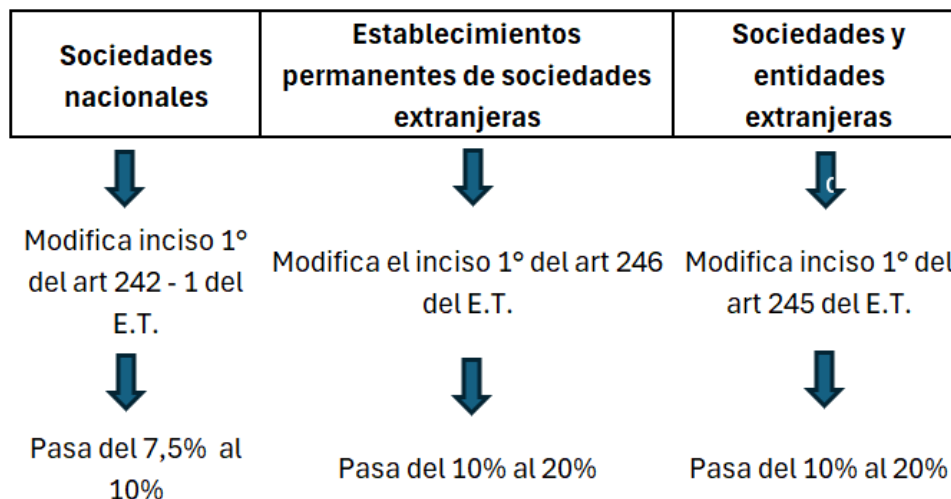 Sociedades
nacionales
Establecimientos
permanentes de sociedades
extranjeras
Sociedades y
entidades
extranjeras
Modifica inciso 1°
del art 242 - 1 del
E.T.
Modifica el inciso 1° del art 246
del E.T.
Modifica inciso 1° del
art 245 del E.T.
Pasa del 7,5% al
10%
Pasa del 10% al 20%
Pasa del 10% al 20%